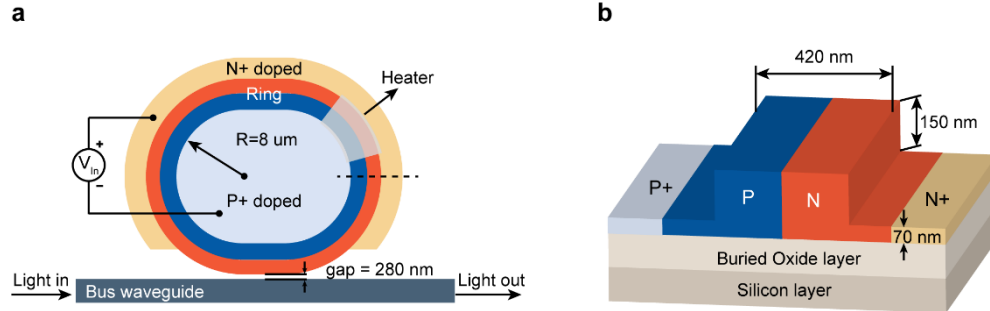 a
N+ doped
Heater
Ring
R=8 um
+
V In
−
P+ doped
gap = 280 nm
Light in
Light out
Bus waveguide
b
420 nm
150 nm
P+
P
N
N+
70 nm
Buried Oxide layer
Silicon layer